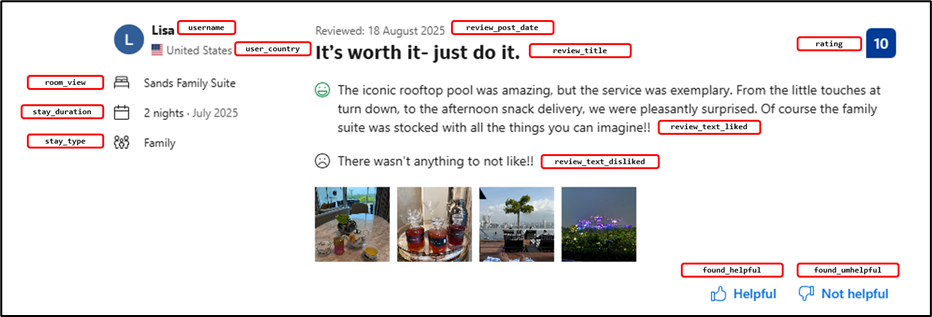 Lisa username
L
United States user_country
room_view Sands Family Suite
stay_duration 2 nights · July 2025
stay_type Family
Reviewed: 18 August 2025 review_post_date
It's worth it- just do it. review_title
rating 10
The iconic rooftop pool was amazing, but the service was exemplary. From the little touches at
turn down, to the afternoon snack delivery, we were pleasantly surprised. Of course the family
suite was stocked with all the things you can imagine!! review_text_liked
There wasn't anything to not like!! review_text_disliked
found_helpful found_umhelpful
Helpful Not helpful